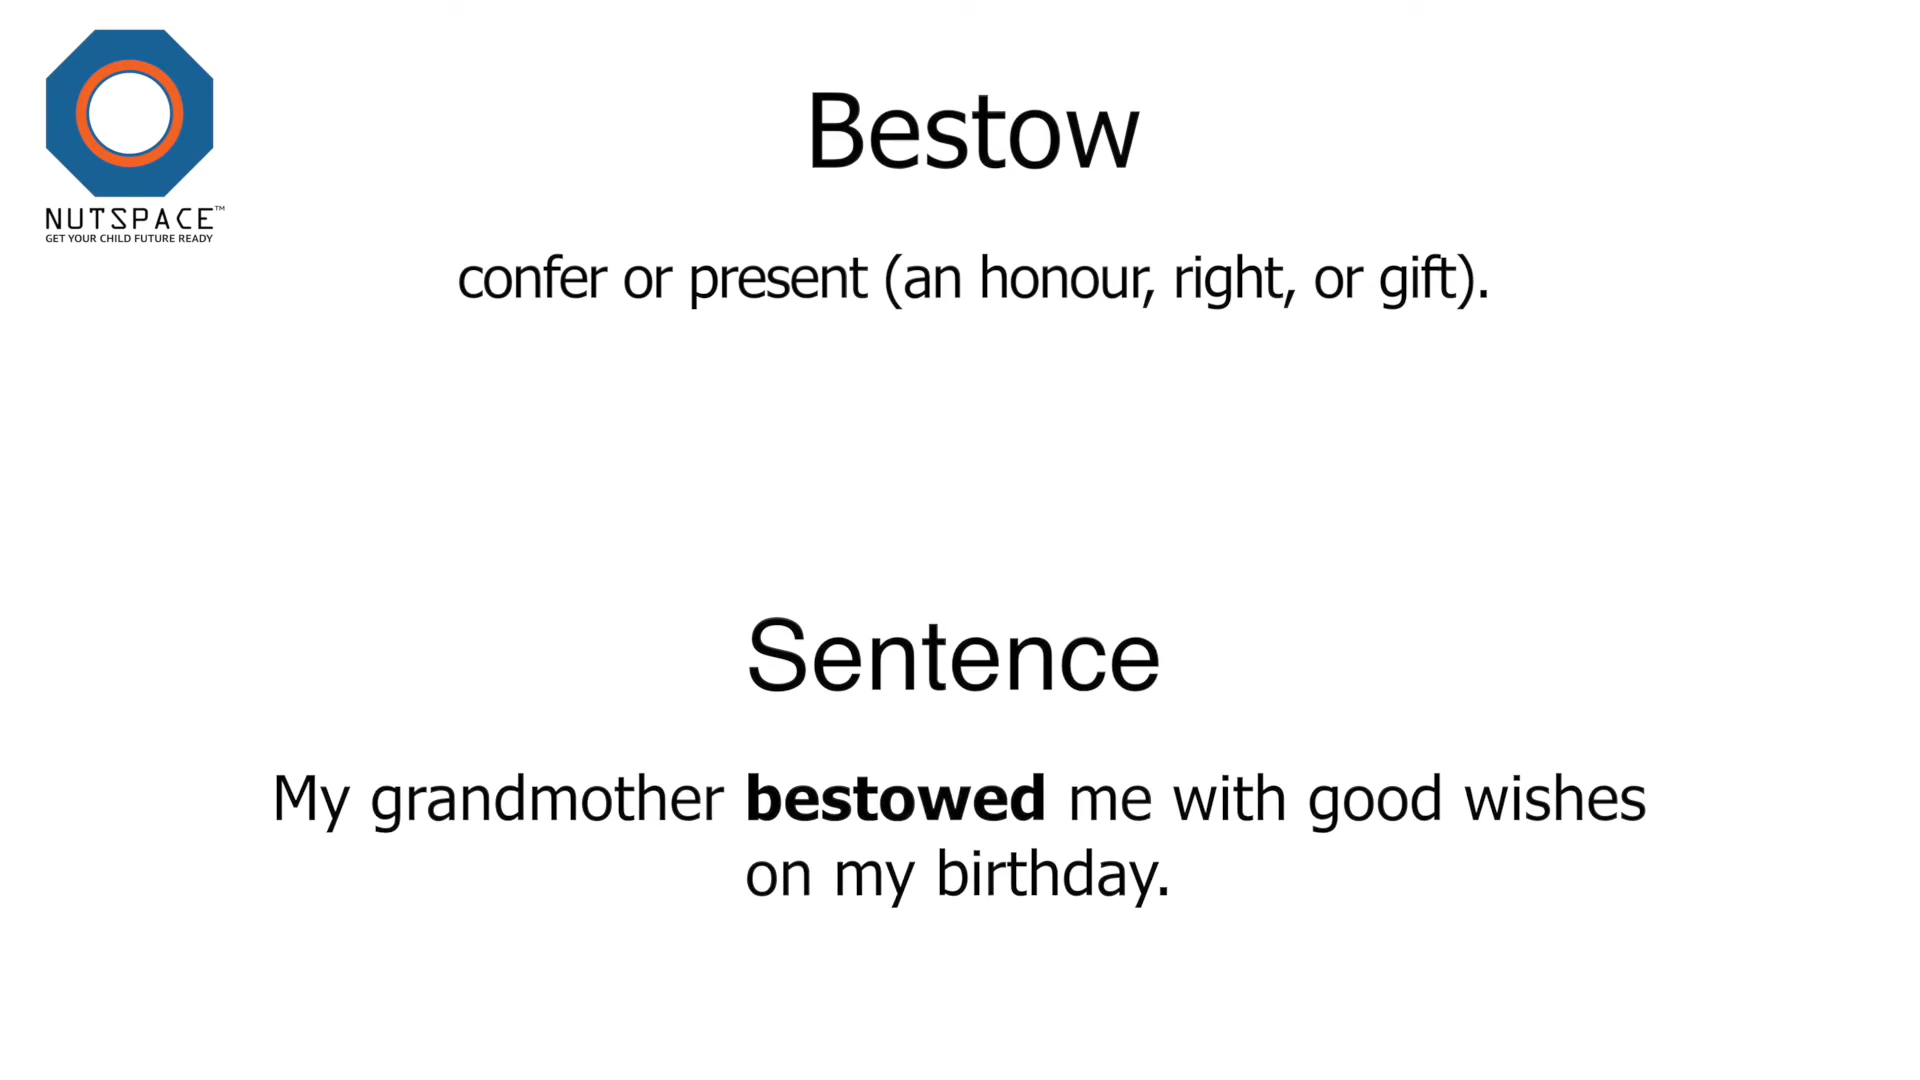 NUTSPACE™
GET YOUR CHILD FUTURE READY
Bestow
confer or present (an honour, right, or gift).
Sentence
My grandmother bestowed me with good wishes
on my birthday.